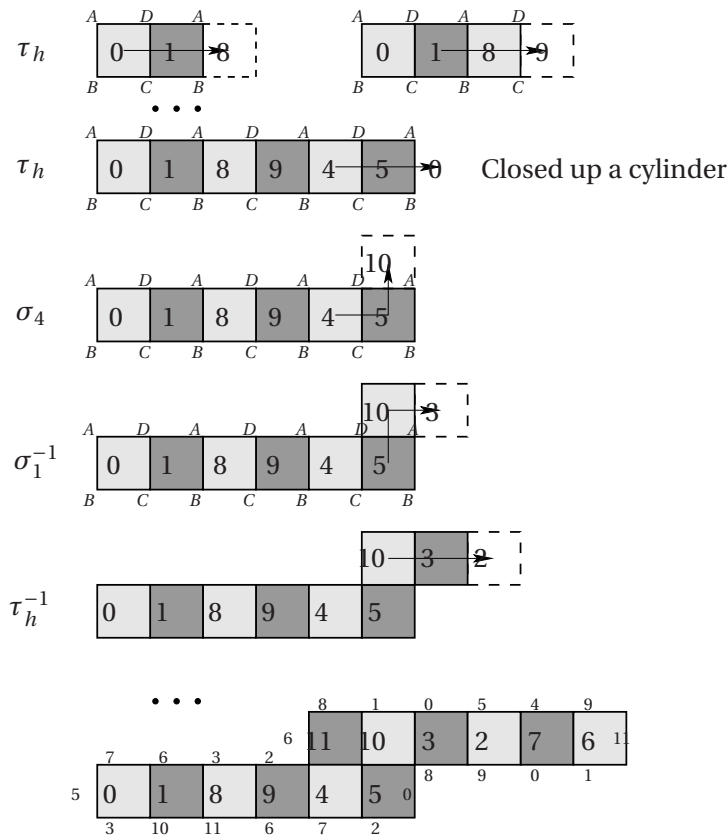 A D A A D A D
τ_h 0 1 8 0 1 8 9
B C B B C B C
• • •
A D A D A D A
τ_h 0 1 8 9 4 5 0 Closed up a cylinder
B C B C B C B
10
A D A D A D A
σ_4 0 1 8 9 4 5
B C B C B C B
10 3
A D A D A D A
σ_1^{-1} 0 1 8 9 4 5
B C B C B C B
10 3 2
τ_h^{-1} 0 1 8 9 4 5
• • •
8 1 0 5 4 9
6 11 10 3 2 7 6 11
7 6 3 2 8 9 0 1
5 0 1 8 9 4 5 0
3 10 11 6 7 2